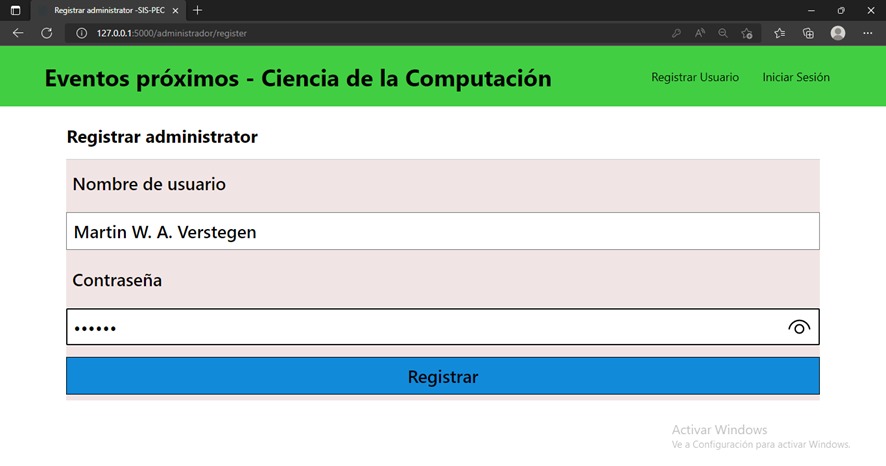 Registrar administrator -SIS-PEC
127.0.0.1:5000/administrador/register
Eventos próximos - Ciencia de la Computación
Registrar Usuario
Iniciar Sesión
Registrar administrator
Nombre de usuario
Martin W. A. Verstegen
Contraseña
••••••
Registrar
Activar Windows
Ve a Configuración para activar Windows.